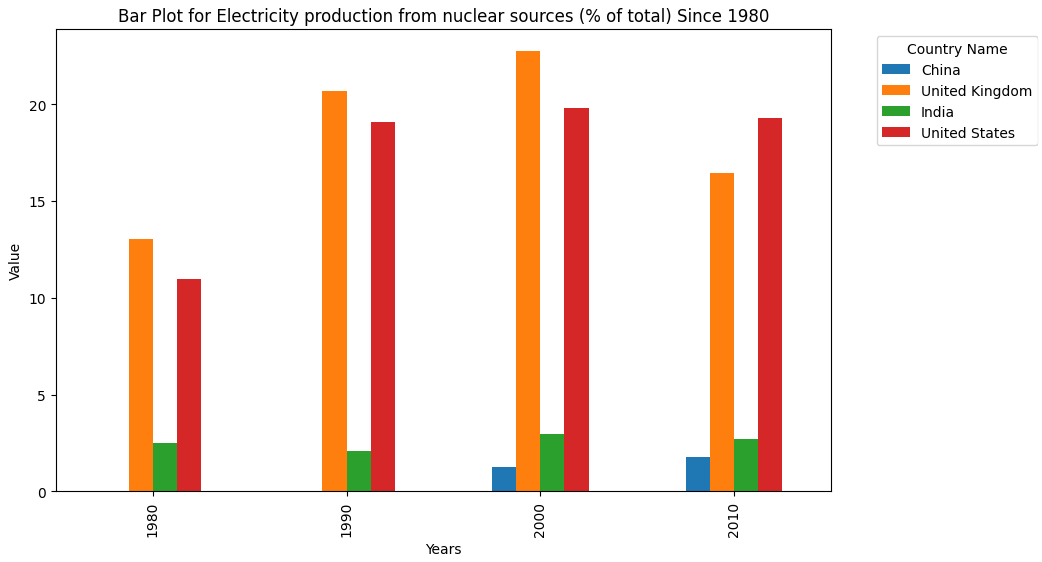 Bar Plot for Electricity production from nuclear sources (% of total) Since 1980
Country Name
China
United Kingdom
India
United States
Value
20
15
10
5
0
1980
1990
2000
2010
Years